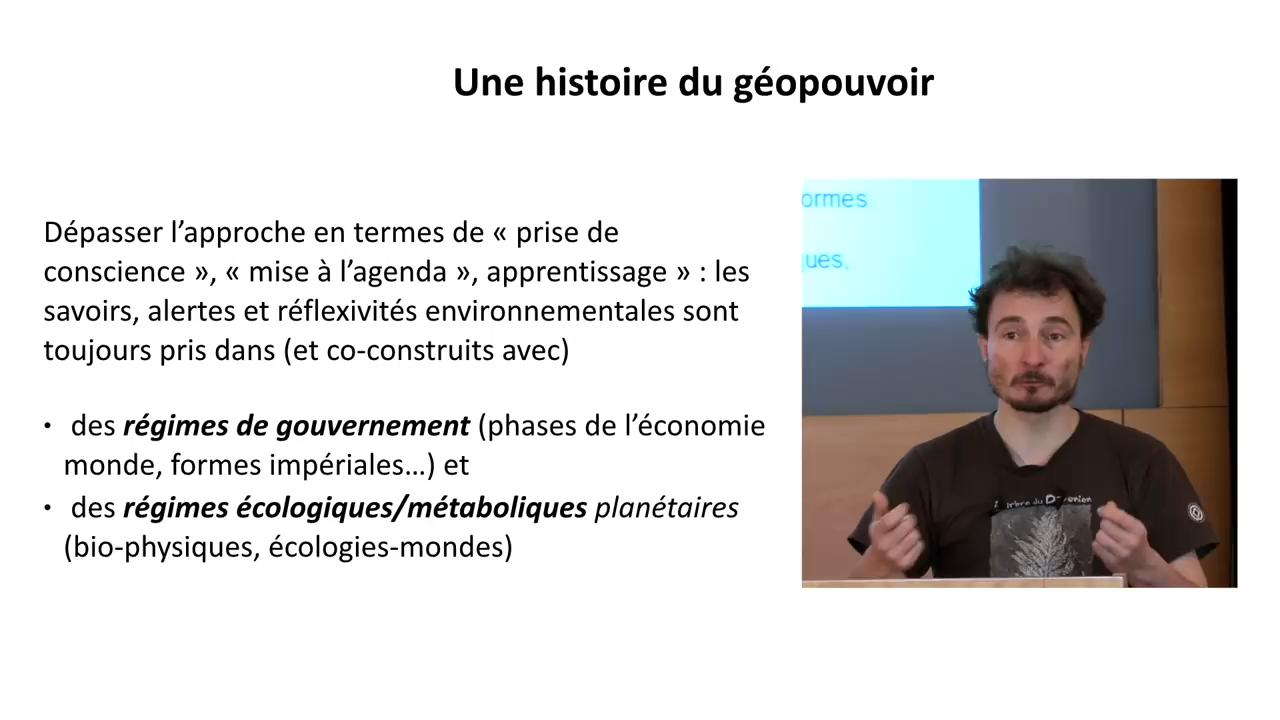 Une histoire du géopouvoir
Dépasser l’approche en termes de « prise de
conscience », « mise à l’agenda », apprentissage » : les
savoirs, alertes et réflexivités environnementales sont
toujours pris dans (et co-construits avec)
• des régimes de gouvernement (phases de l’économie
monde, formes impériales…) et
• des régimes écologiques/métaboliques planétaires
(bio-physiques, écologies-mondes)
ormes
ques,
du